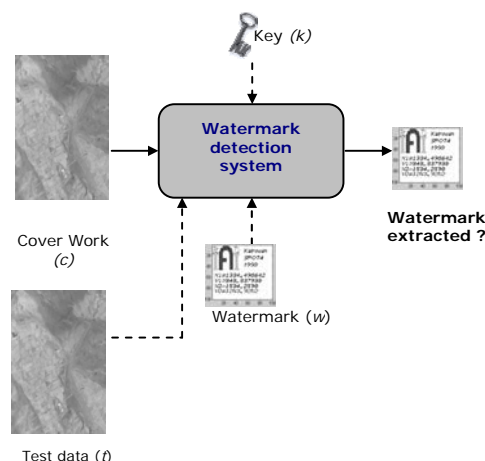 Key (k)
Watermark
detection
system
Cover Work
(c)
Watermark (w)
Watermark
extracted ?
Test data (t)